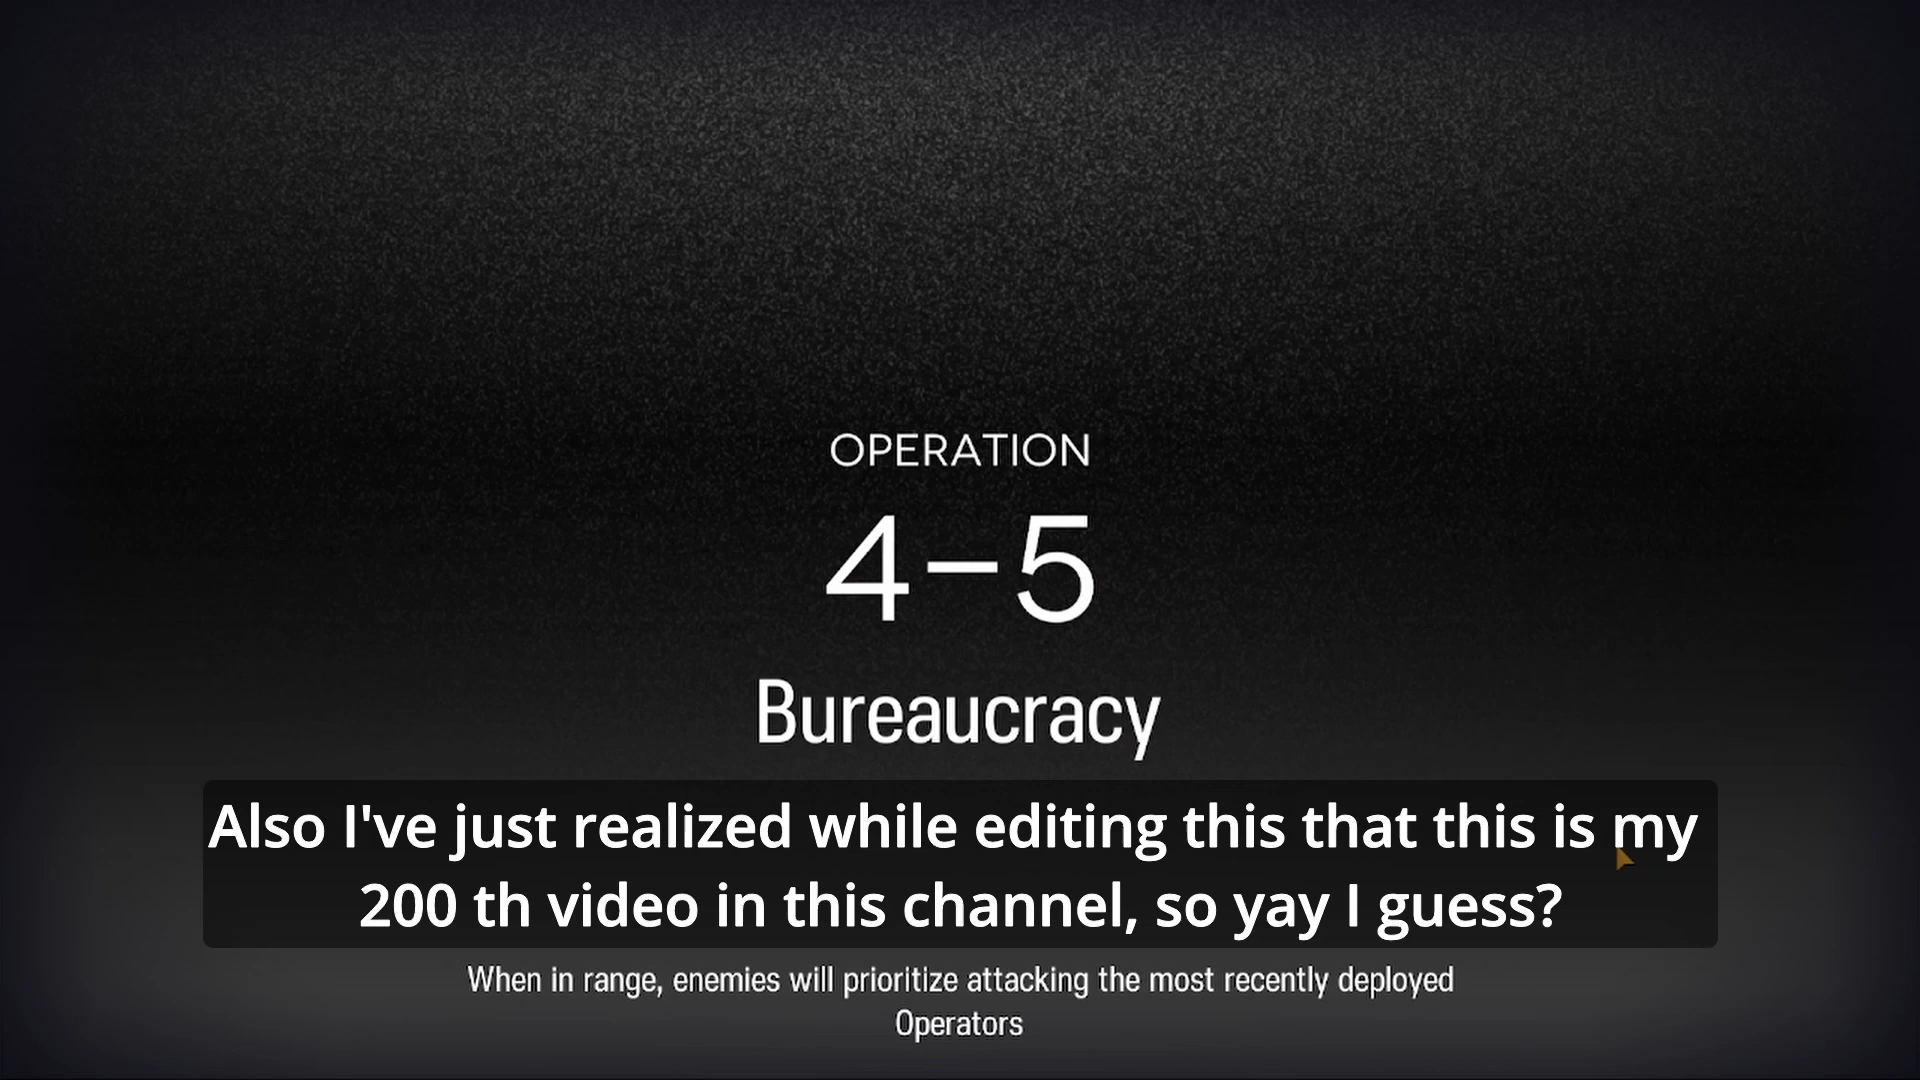 OPERATION
4–5
Bureaucracy
Also I've just realized while editing this that this is my
200 th video in this channel, so yay I guess?
When in range, enemies will prioritize attacking the most recently deployed
Operators